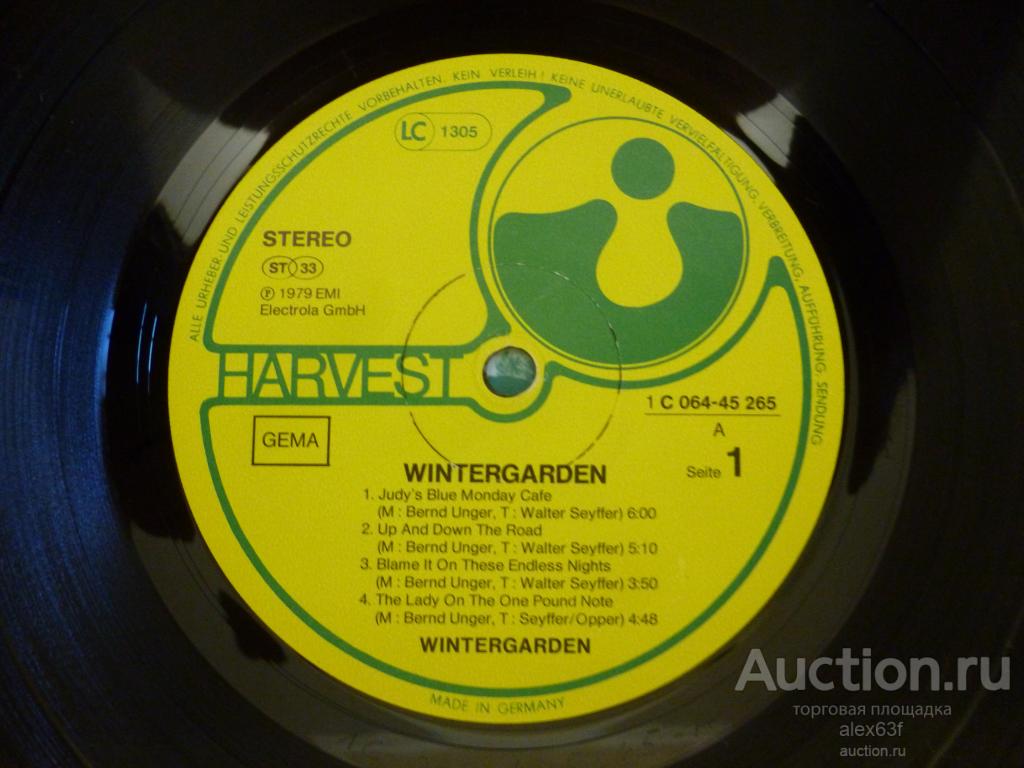 ALLE URHEBER- UND LEISTUNGSSCHUTZRECHTE VORBEHALTEN. KEIN VERLEIH! KEINE UNERLAUBTE VERVIELFÄLTIGUNG, VERBREITUNG, AUFFÜHRUNG, SENDUNG
LC 1305
STEREO
ST 33
℗ 1979 EMI
Electrola GmbH
HARVEST
1 C 064-45 265
A
Seite 1
GEMA
WINTERGARDEN
1. Judy's Blue Monday Cafe
(M : Bernd Unger, T : Walter Seyffer) 6:00
2. Up And Down The Road
(M : Bernd Unger, T : Walter Seyffer) 5:10
3. Blame It On These Endless Nights
(M : Bernd Unger, T : Walter Seyffer) 3:50
4. The Lady On The One Pound Note
(M : Bernd Unger, T : Seyffer/Opper) 4:48
WINTERGARDEN
MADE IN GERMANY
Auction.ru
торговая площадка
alex63f
auction.ru